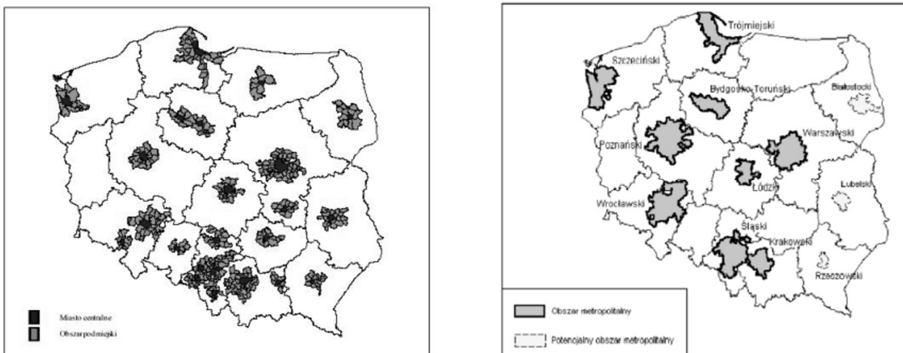 Miasto centralne
Obszar podmiejski
Trójmiejski
Szczeciński
Bydgosko Toruński
Białostocki
Poznański
Warszawski
Łódzki
Lubelski
Wrocławski
Śląski
Krakowski
Rzeszowski
Obszar metropolitalny
Potencjalny obszar metropolitalny